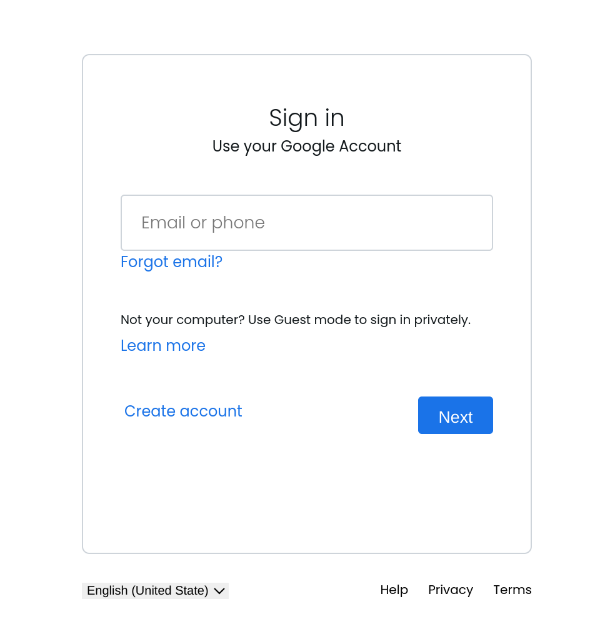 Sign in
Use your Google Account
Email or phone
Forgot email?
Not your computer? Use Guest mode to sign in privately.
Learn more
Create account
Next
English (United State)
Help Privacy Terms